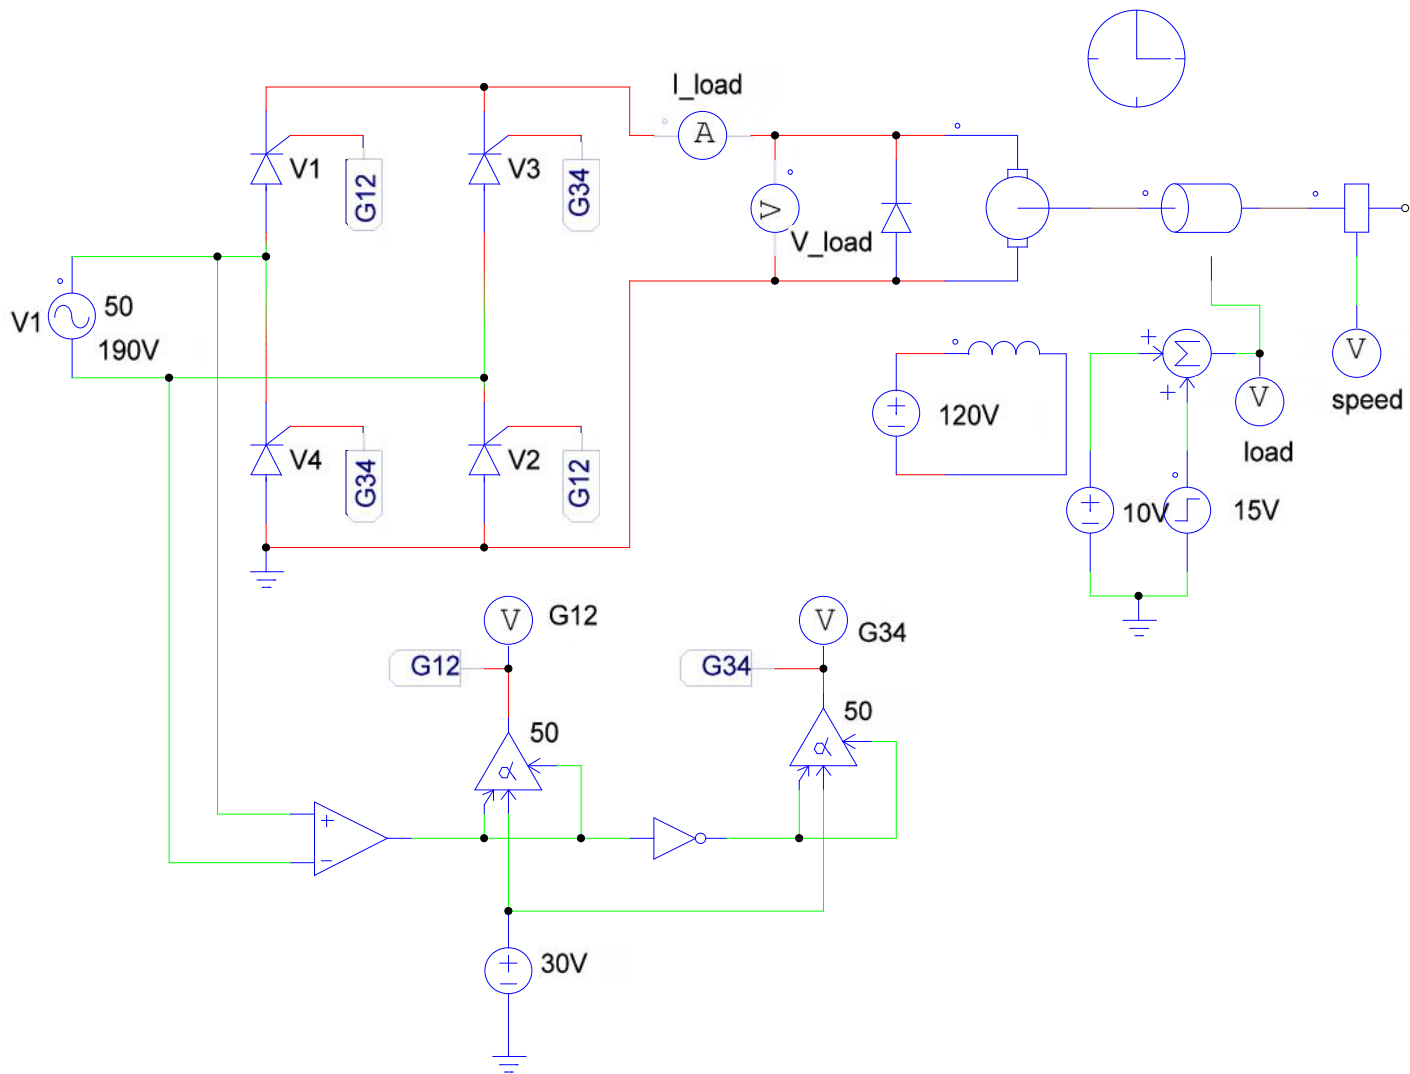 I_load
A
V1
G12
V3
G34
V
V_load
V1
50
190V
V4
G34
V2
G12
120V
+
Σ
+
V
speed
V
load
10V
15V
V
G12
V
G34
G12
G34
50
α
50
α
+
−
30V